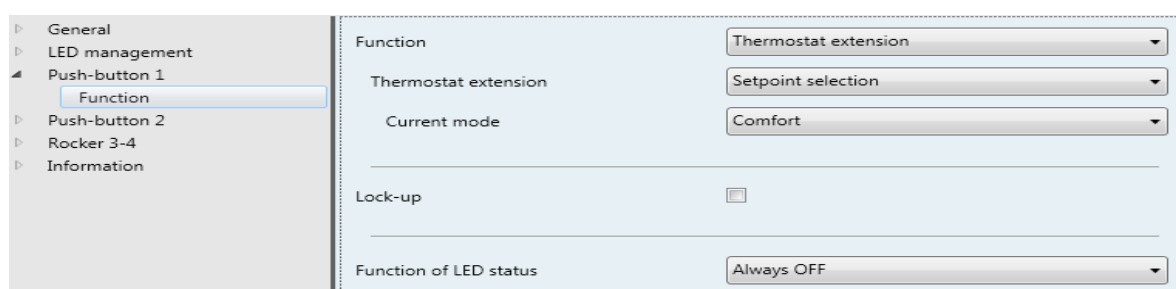 General
LED management
Push-button 1
Function
Push-button 2
Rocker 3-4
Information
Function Thermostat extension
Thermostat extension Setpoint selection
Current mode Comfort
Lock-up
Function of LED status Always OFF